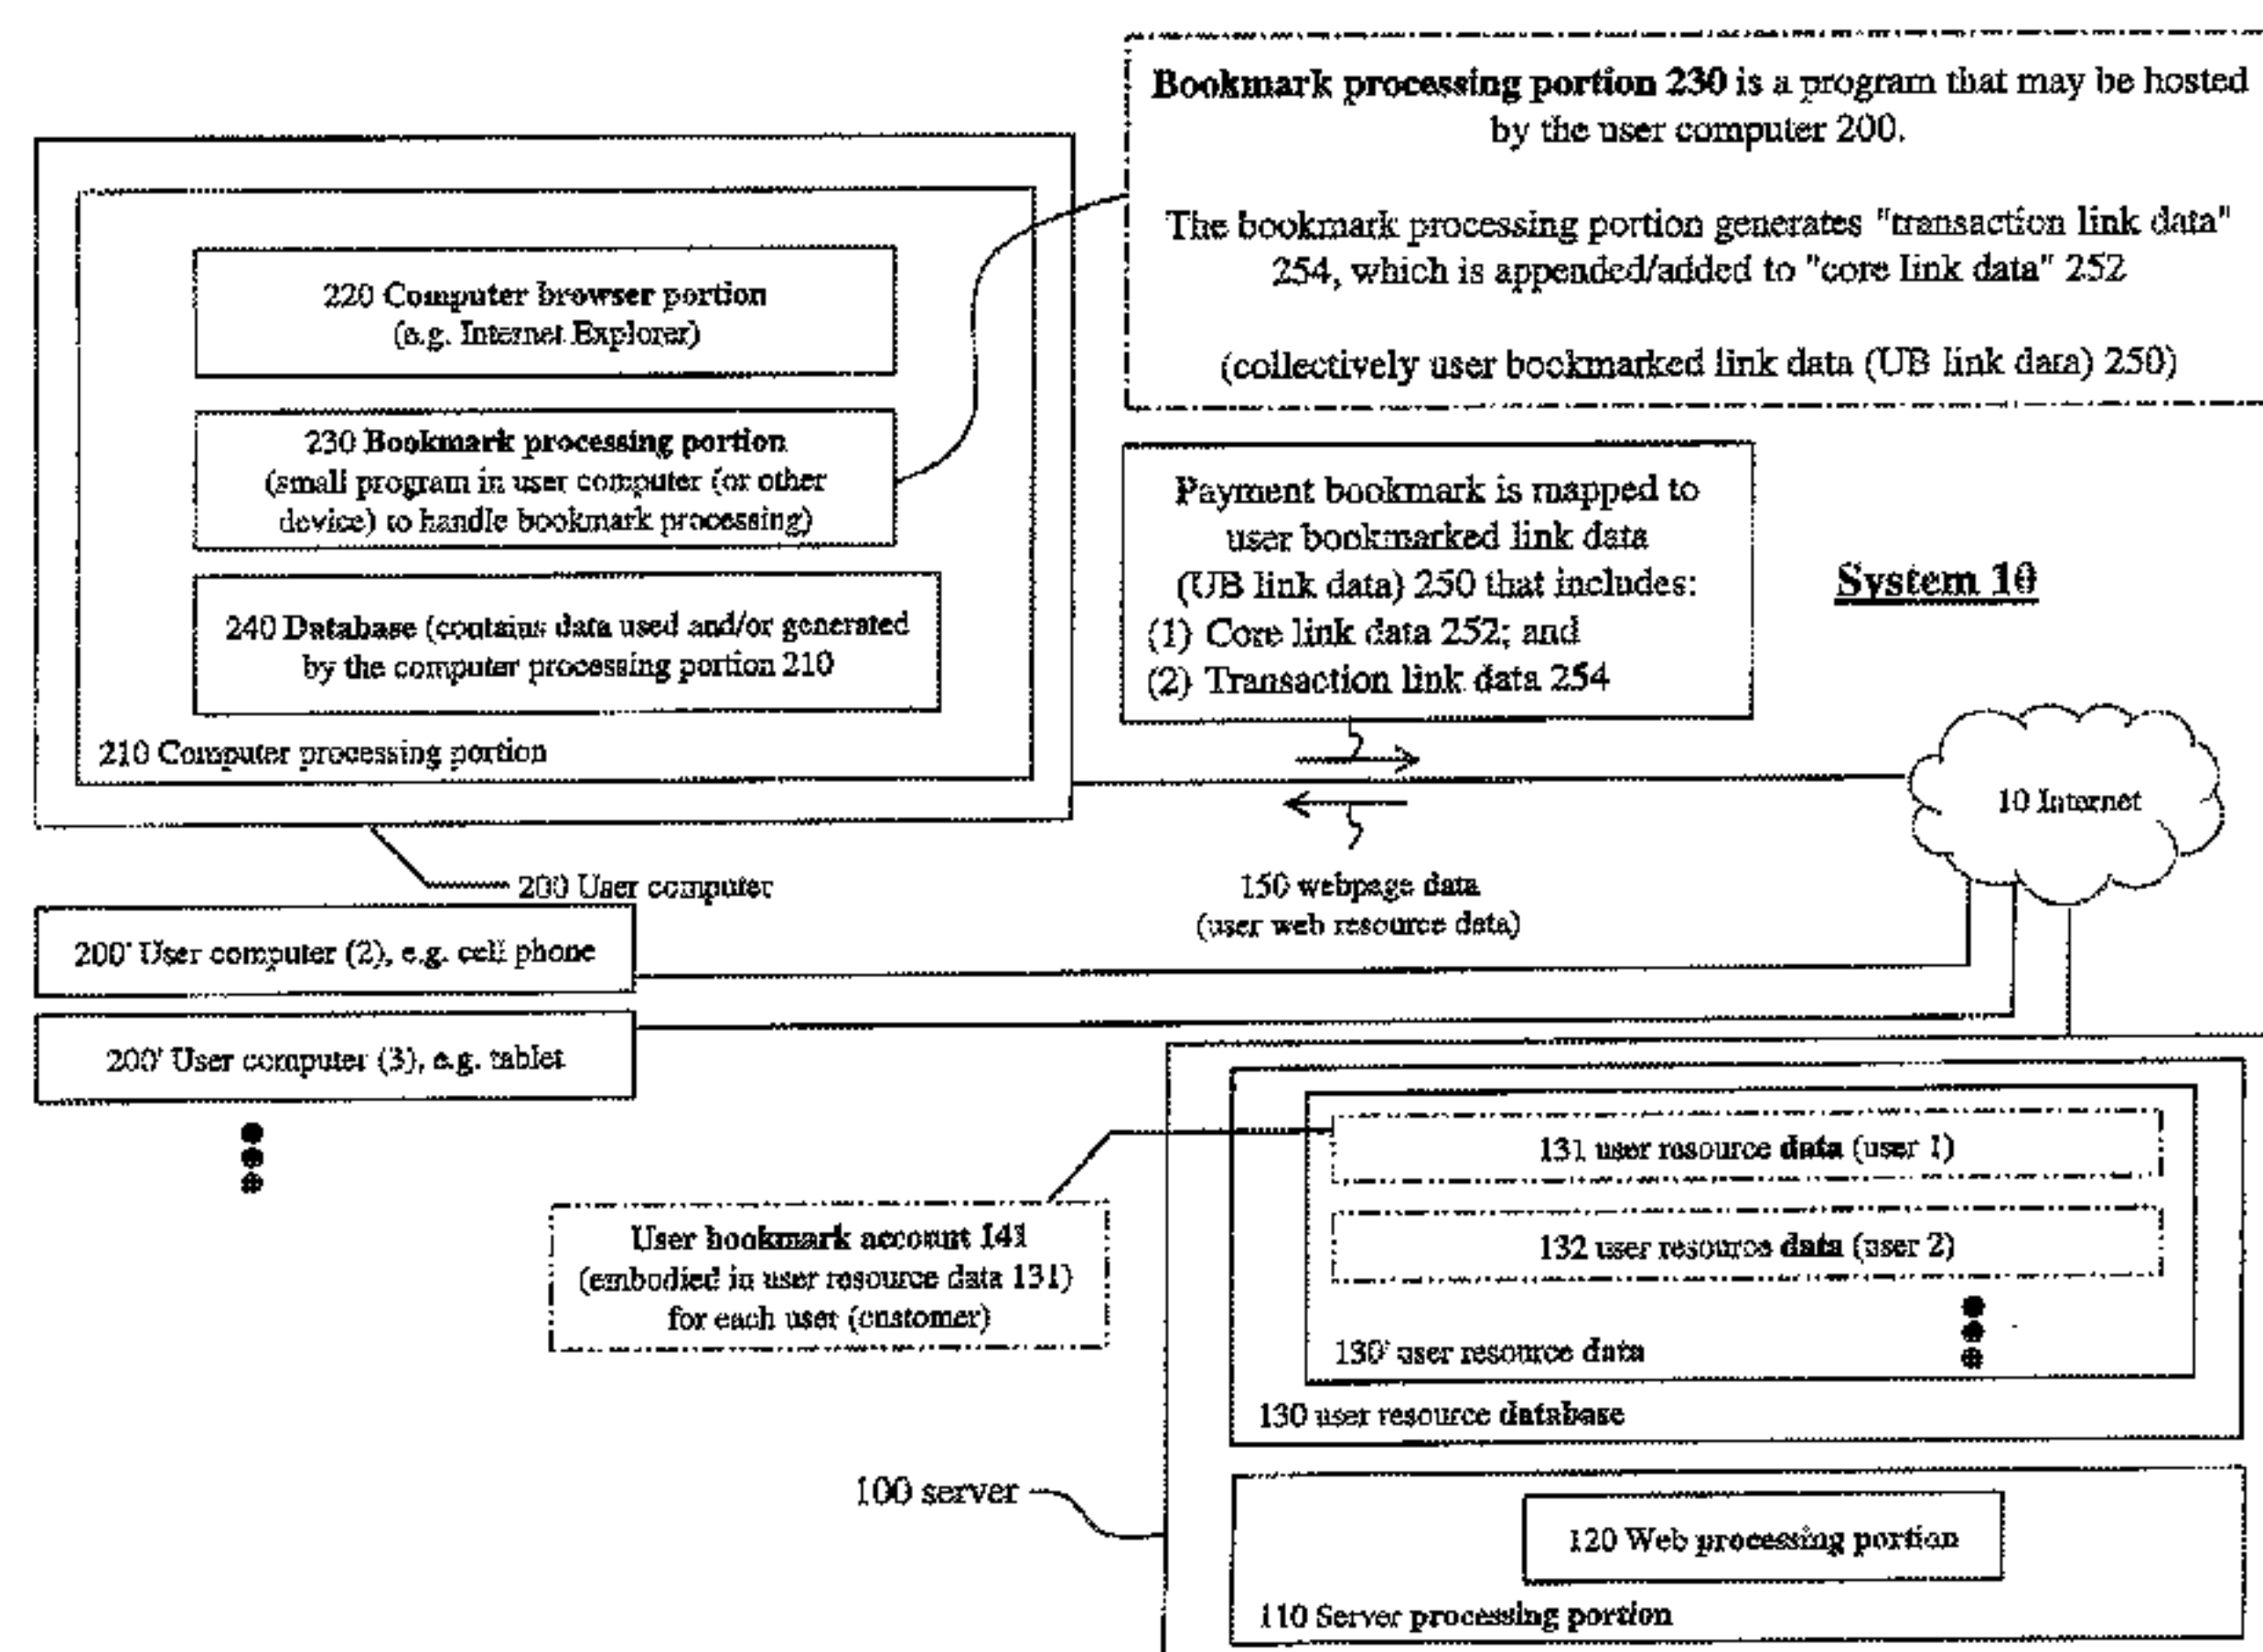 Bookmark processing portion 230 is a program that may be hosted
by the user computer 200.
The bookmark processing portion generates "transaction link data"
254, which is appended/added to "core link data" 252
(collectively user bookmarked link data (UB link data) 250)
220 Computer browser portion
(e.g. Internet Explorer)
230 Bookmark processing portion
(small program in user computer (or other
device) to handle bookmark processing)
240 Database (contains data used and/or generated
by the computer processing portion 210
210 Computer processing portion
200 User computer
Payment bookmark is mapped to
user bookmarked link data
(UB link data) 250 that includes:
(1) Core link data 252; and
(2) Transaction link data 254
System 10
10 Internet
150 webpage data
(user web resource data)
200' User computer (2), e.g. cell phone
200' User computer (3), e.g. tablet
131 user resource data (user 1)
132 user resource data (user 2)
130' user resource data
130 user resource database
User bookmark account 141
(embodied in user resource data 131)
for each user (customer)
100 server
120 Web processing portion
110 Server processing portion